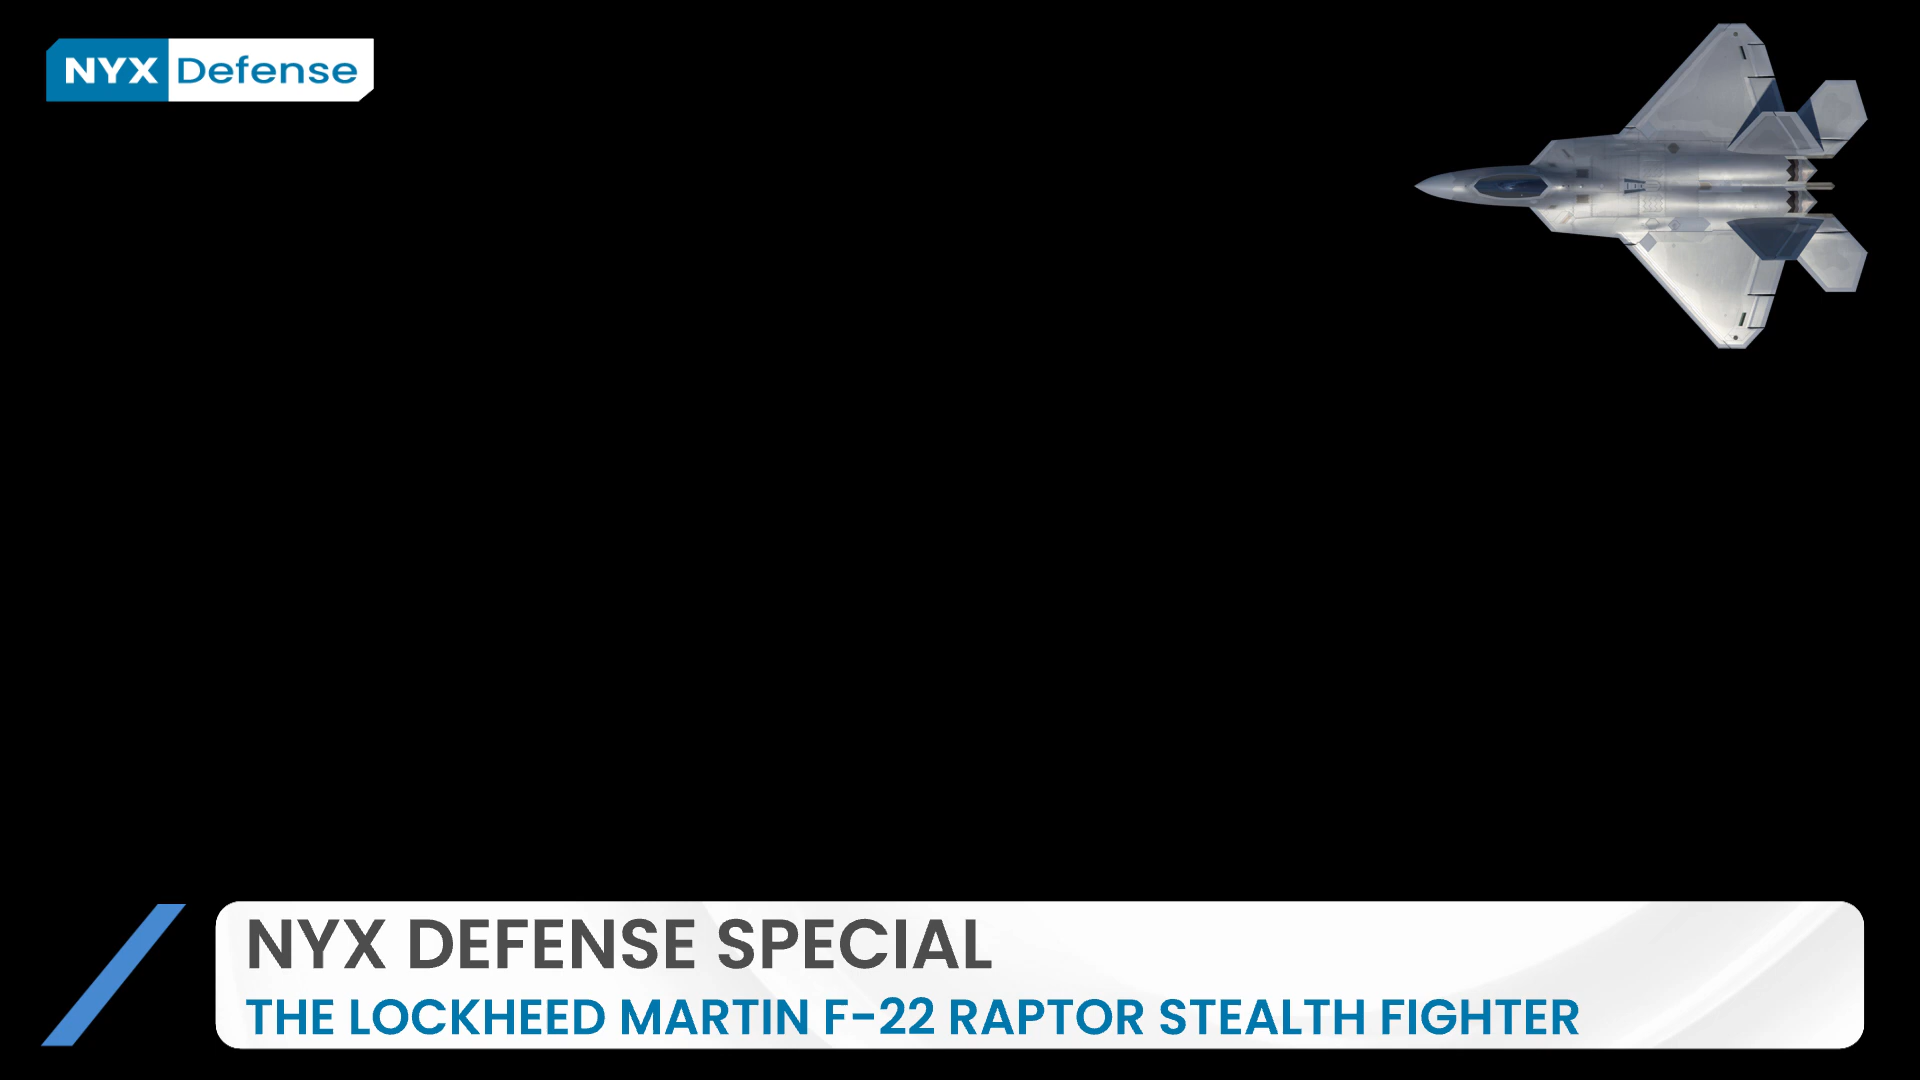 NYX Defense
NYX DEFENSE SPECIAL
THE LOCKHEED MARTIN F-22 RAPTOR STEALTH FIGHTER